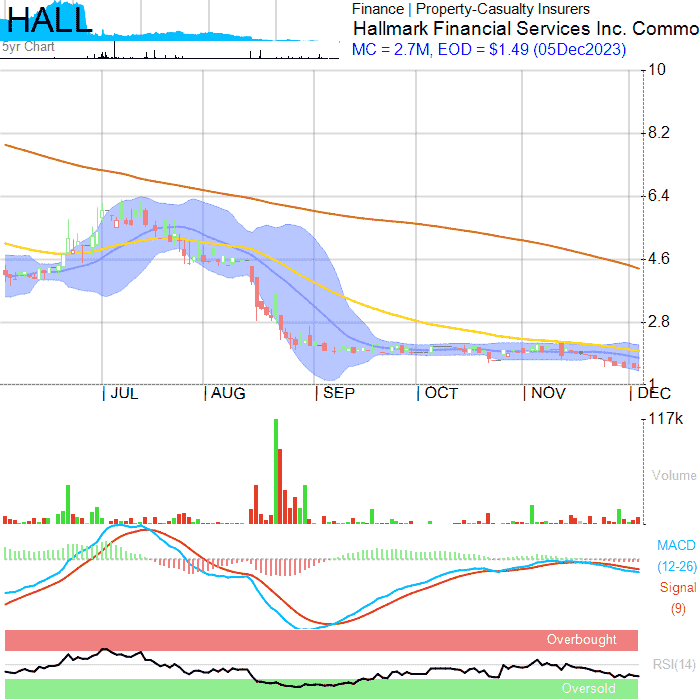 HALL
5yr Chart
Finance | Property-Casualty Insurers
Hallmark Financial Services Inc. Commo
MC = 2.7M, EOD = $1.49 (05Dec2023)
10
8.2
6.4
4.6
2.8
1
JUL AUG SEP OCT NOV DEC
117k
Volume
MACD
(12-26)
Signal
(9)
Overbought
RSI(14)
Oversold